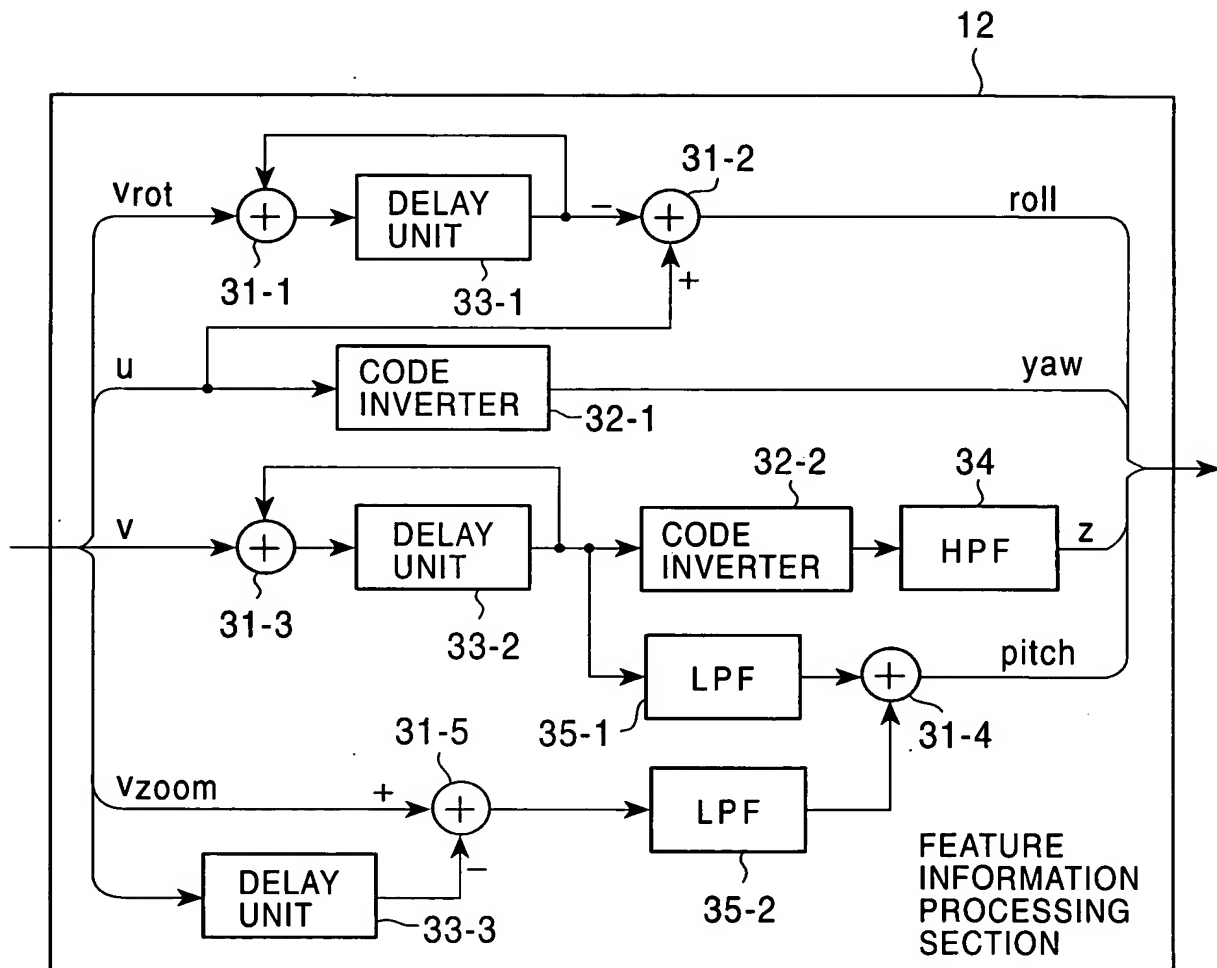 12
vrot
+
DELAY
UNIT
31-1
33-1
−
+
31-2
+
roll
u
CODE
INVERTER
32-1
yaw
v
+
DELAY
UNIT
31-3
33-2
32-2
CODE
INVERTER
34
HPF
z
LPF
35-1
+
31-4
pitch
vzoom
+
31-5
+
−
DELAY
UNIT
33-3
LPF
35-2
FEATURE
INFORMATION
PROCESSING
SECTION